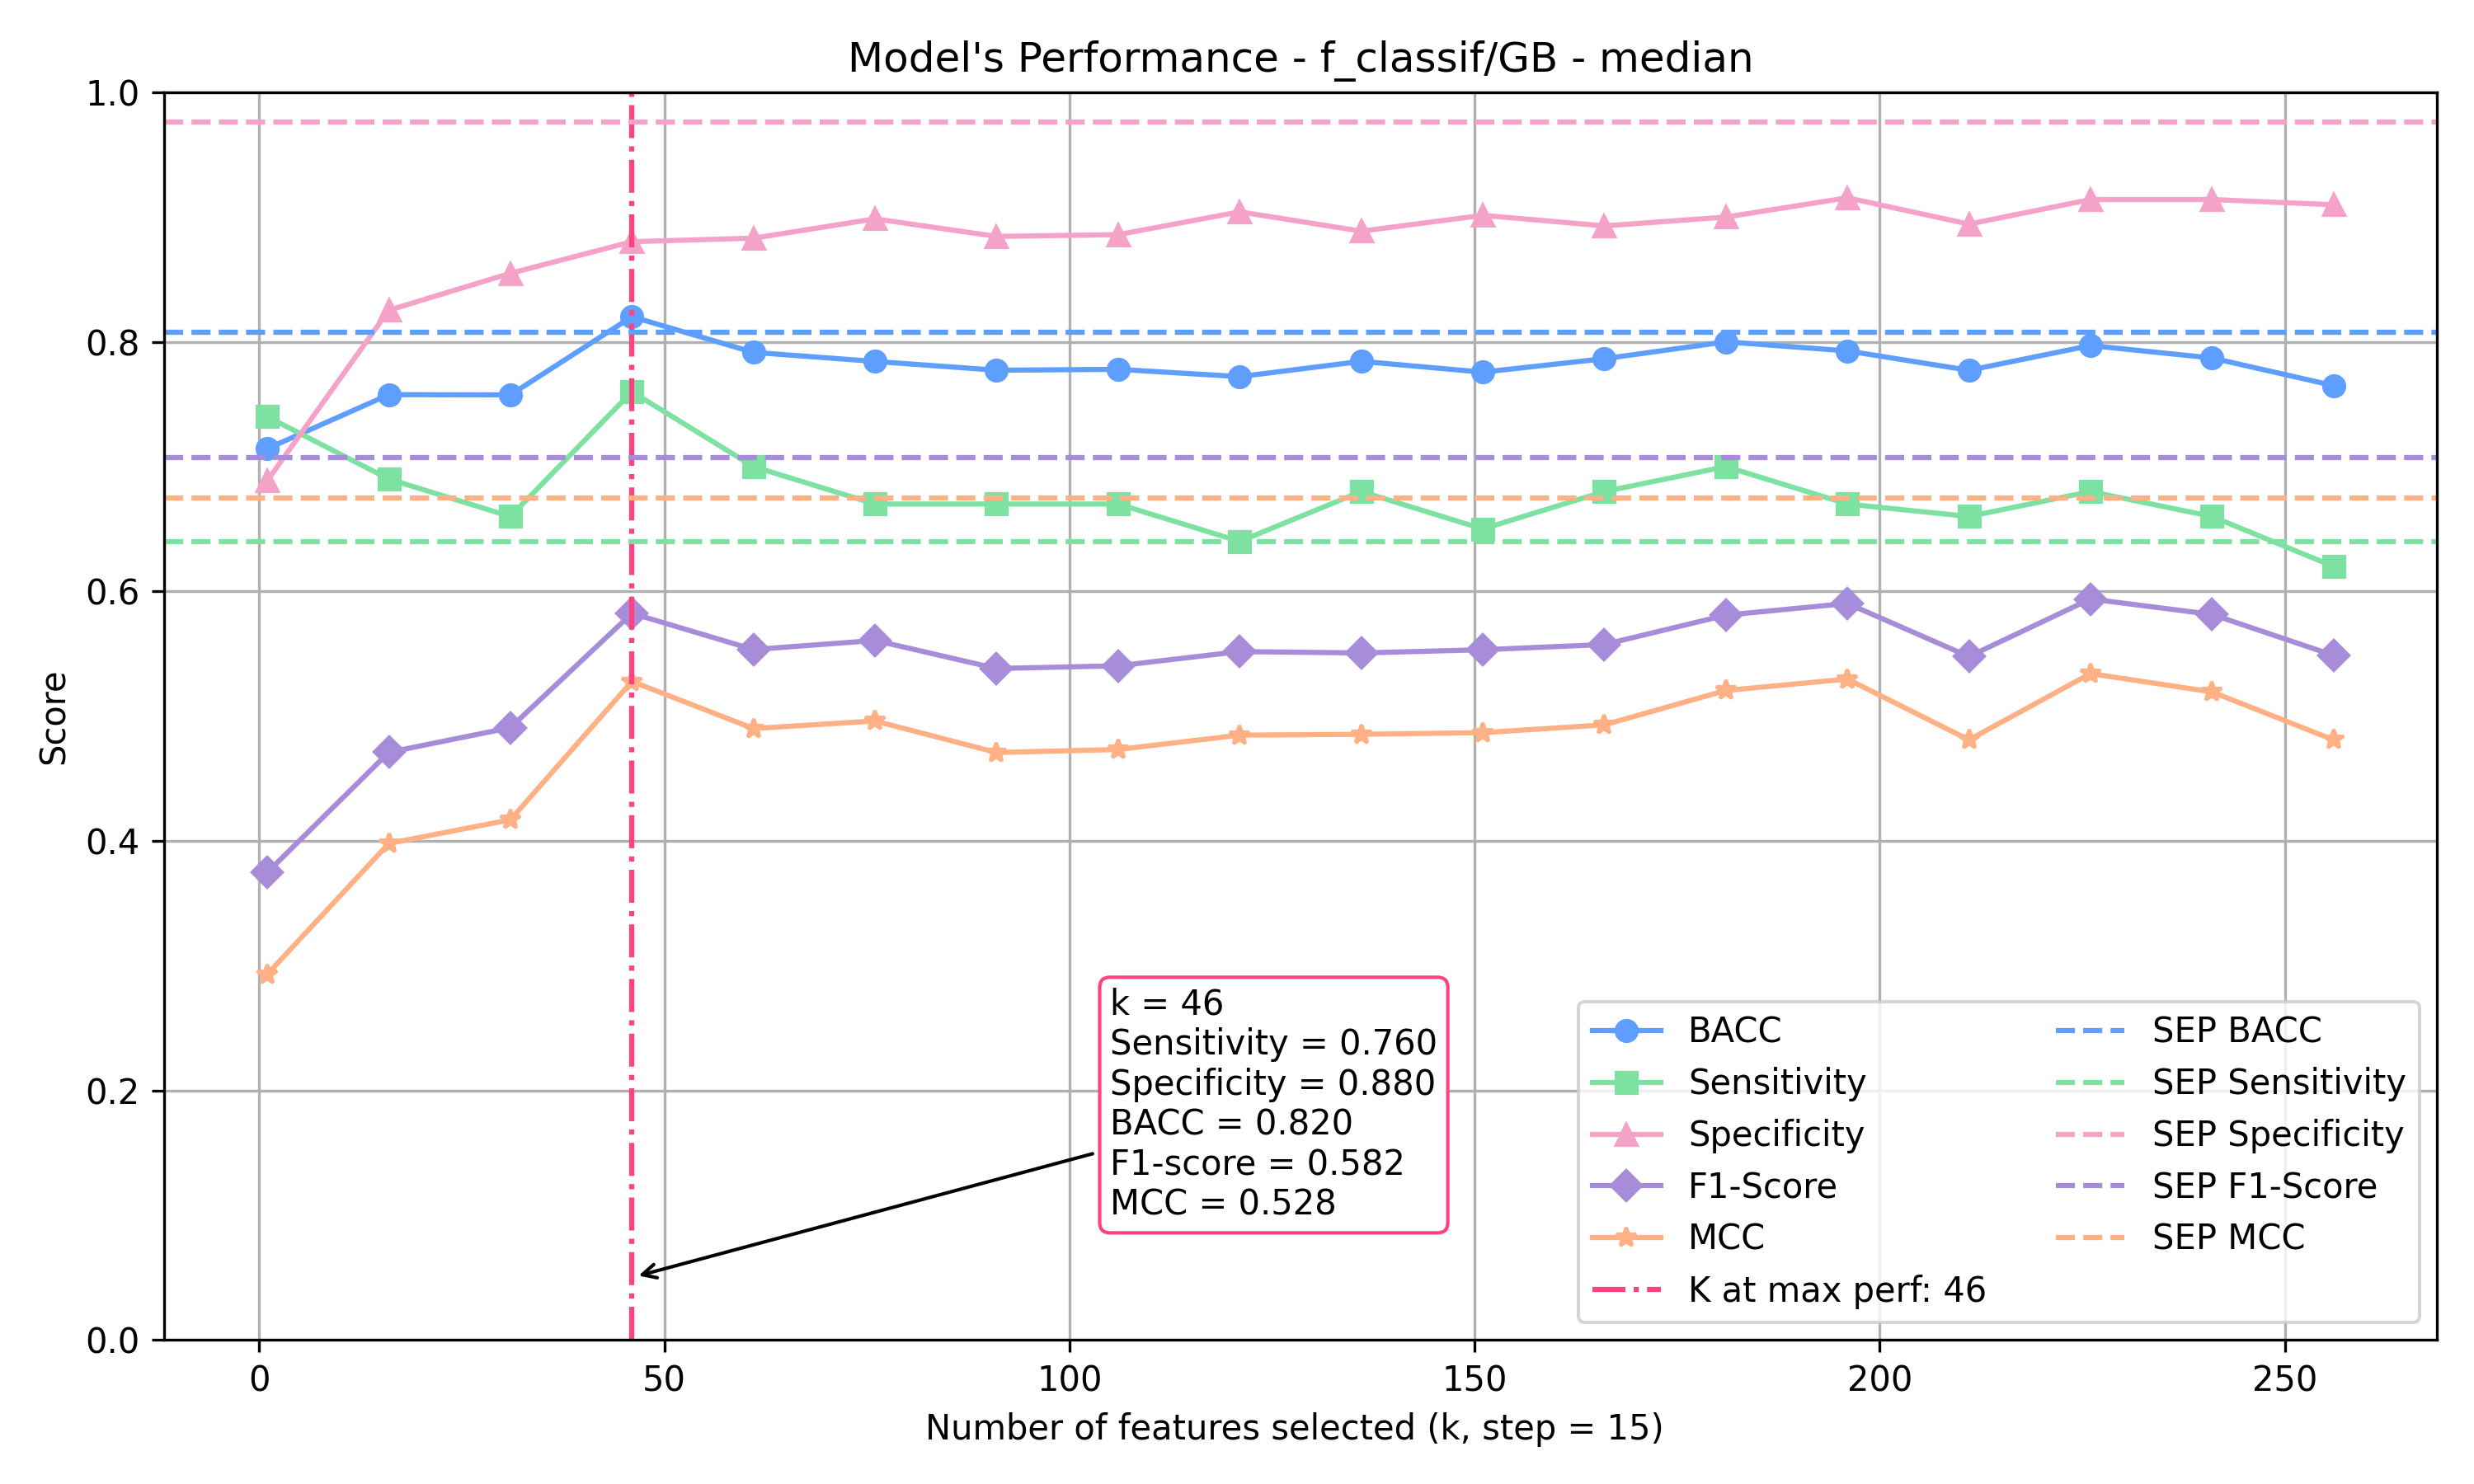 Model's Performance - f_classif/GB - median
1.0
0.8
0.6
0.4
0.2
0.0
Score
0
50
100
150
200
250
Number of features selected (k, step = 15)
k = 46
Sensitivity = 0.760
Specificity = 0.880
BACC = 0.820
F1-score = 0.582
MCC = 0.528
BACC
Sensitivity
Specificity
F1-Score
MCC
K at max perf: 46
SEP BACC
SEP Sensitivity
SEP Specificity
SEP F1-Score
SEP MCC